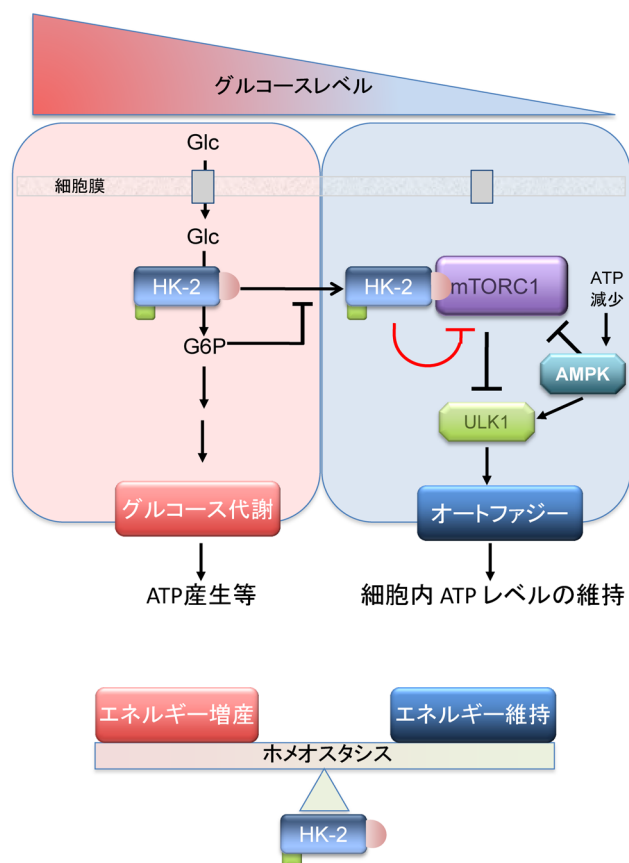 グルコースレベル
Glc
細胞膜
Glc
HK-2
G6P
グルコース代謝
ATP産生等
HK-2
mTORC1
ATP
減少
AMPK
ULK1
オートファジー
細胞内 ATP レベルの維持
エネルギー増産
エネルギー維持
ホメオスタシス
HK-2